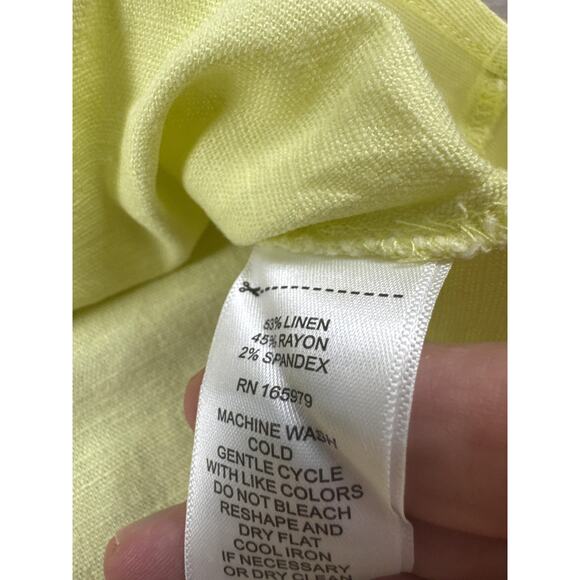 53% LINEN
45% RAYON
2% SPANDEX
RN 165979
MACHINE WASH
COLD
GENTLE CYCLE
WITH LIKE COLORS
DO NOT BLEACH
RESHAPE AND
DRY FLAT
COOL IRON
IF NECESSARY
OR DRY CLEAN